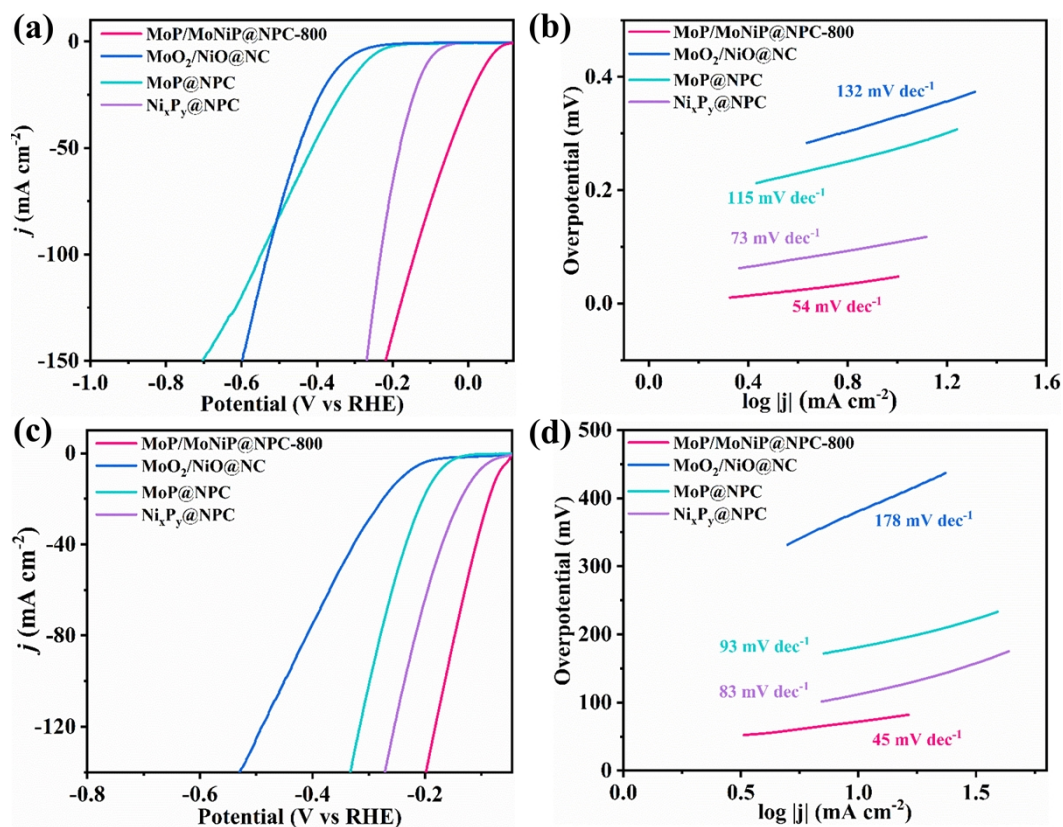 (a)
MoP/MoNiP@NPC-800
MoO₂/NiO@NC
MoP@NPC
NiₓPᵧ@NPC
0
-50
-100
-150
j (mA cm⁻²)
-1.0 -0.8 -0.6 -0.4 -0.2 0.0
Potential (V vs RHE)
(b)
MoP/MoNiP@NPC-800
MoO₂/NiO@NC
MoP@NPC
NiₓPᵧ@NPC
132 mV dec⁻¹
115 mV dec⁻¹
73 mV dec⁻¹
54 mV dec⁻¹
0.4
0.2
0.0
Overpotential (mV)
0.0 0.4 0.8 1.2 1.6
log |j| (mA cm⁻²)
(c)
MoP/MoNiP@NPC-800
MoO₂/NiO@NC
MoP@NPC
NiₓPᵧ@NPC
0
-40
-80
-120
j (mA cm⁻²)
-0.8 -0.6 -0.4 -0.2
Potential (V vs RHE)
(d)
MoP/MoNiP@NPC-800
MoO₂/NiO@NC
MoP@NPC
NiₓPᵧ@NPC
178 mV dec⁻¹
93 mV dec⁻¹
83 mV dec⁻¹
45 mV dec⁻¹
500
400
300
200
100
0
Overpotential (mV)
0.0 0.5 1.0 1.5
log |j| (mA cm⁻²)